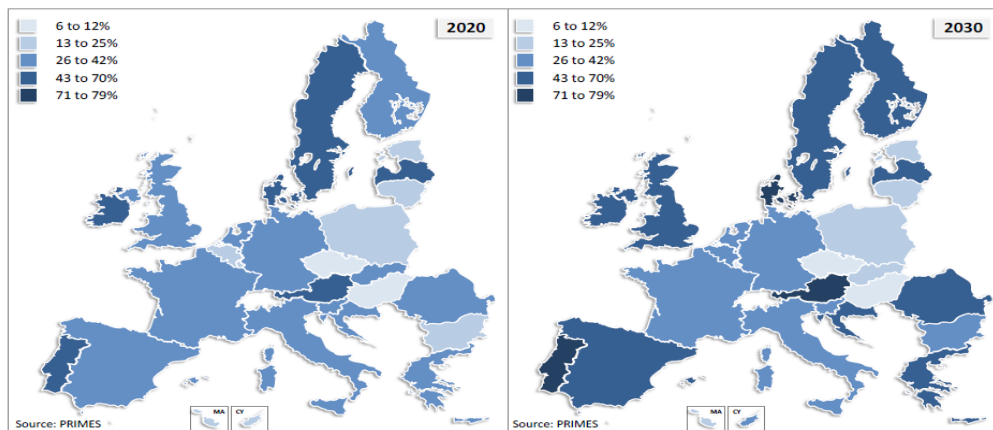 2020
6 to 12%
13 to 25%
26 to 42%
43 to 70%
71 to 79%
MA CY
Source: PRIMES
2030
6 to 12%
13 to 25%
26 to 42%
43 to 70%
71 to 79%
MA CY
Source: PRIMES